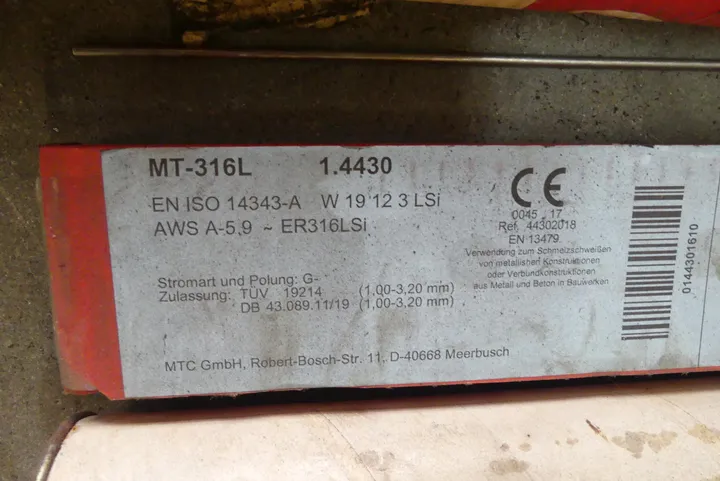 MT-316L 1.4430
EN ISO 14343-A W 19 12 3 LSi
AWS A-5.9 ~ ER316LSi
Stromart und Polung: G-
Zulassung: TÜV 19214 (1,00-3,20 mm)
DB 43.089.11/19 (1,00-3,20 mm)
MTC GmbH, Robert-Bosch-Str. 11, D-40668 Meerbusch
CE
0045 17
Ref. 44302018
EN 13479
Verwendung zum Schmelzschweißen
von metallischen Konstruktionen
oder Verbundkonstruktionen
aus Metall und Beton in Bauwerken
0144301610